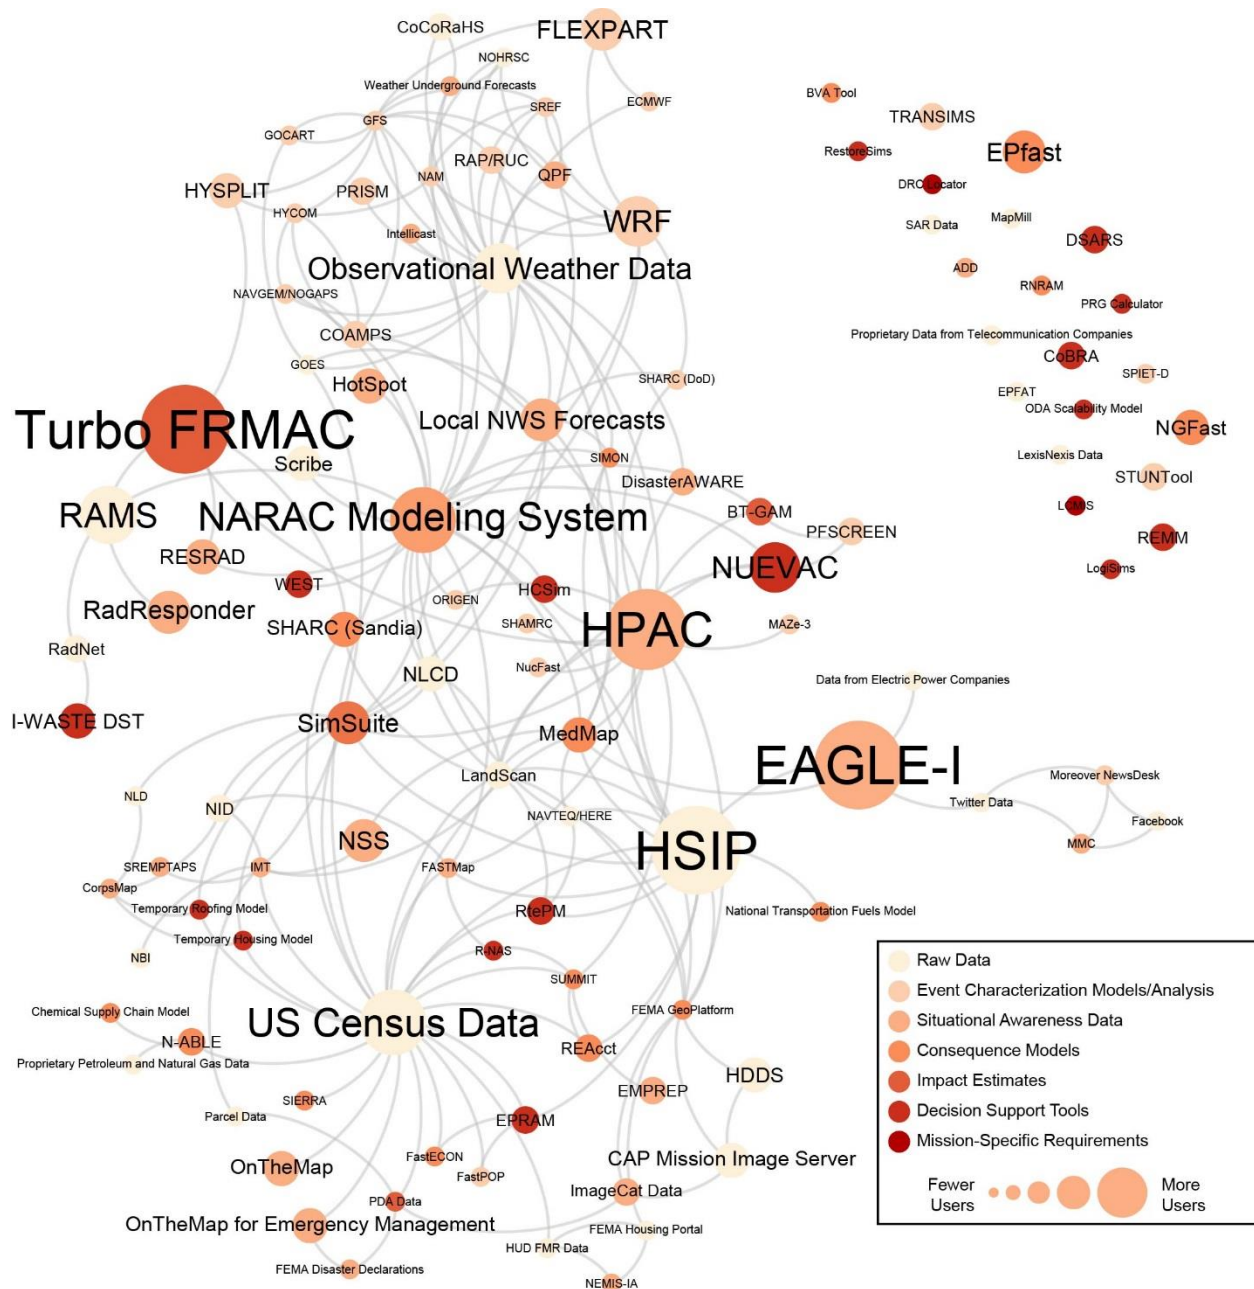 CoCoRaHS
FLEXPART
NOHRSC
Weather Underground Forecasts
SREF
ECMWF
GFS
GOCART
RAP/RUC
QPF
NAM
HYSPLIT
PRISM
HYCOM
WRF
Intellicast
Observational Weather Data
NAVGEM/NOGAPS
COAMPS
GOES
HotSpot
SHARC (DoD)
Local NWS Forecasts
Turbo FRMAC
Scribe
SIMON
DisasterAWARE
RAMS
NARAC Modeling System
BT-GAM
PFSCREEN
RESRAD
WEST
HCSim
NUEVAC
ORIGEN
RadResponder
SHARC (Sandia)
SHAMRC
HPAC
MAZe-3
RadNet
NLCD
NucFast
I-WASTE DST
SimSuite
MedMap
LandScan
NLD
NID
NAVTEQ/HERE
NSS
HSIP
SREMPTAPS
IMT
FASTMap
CorpsMap
Temporary Roofing Model
RtePM
National Transportation Fuels Model
Temporary Housing Model
R-NAS
NBI
SUMMIT
Chemical Supply Chain Model
US Census Data
FEMA GeoPlatform
N-ABLE
REAcct
Proprietary Petroleum and Natural Gas Data
HDDS
EMPREP
SIERRA
Parcel Data
EPRAM
FastECON
CAP Mission Image Server
OnTheMap
FastPOP
ImageCat Data
PDA Data
OnTheMap for Emergency Management
FEMA Housing Portal
HUD FMR Data
FEMA Disaster Declarations
NEMIS-IA
Data from Electric Power Companies
EAGLE-I
Moreover NewsDesk
Twitter Data
Facebook
MMC
BVA Tool
TRANSIMS
RestoreSims
EPfast
DRC Locator
MapMill
SAR Data
DSARS
ADD
RNRAM
PRG Calculator
Proprietary Data from Telecommunication Companies
CoBRA
SPIET-D
EPFAT
ODA Scalability Model
NGFast
LexisNexis Data
STUNTool
LCMIS
REMM
LogiSims
Raw Data
Event Characterization Models/Analysis
Situational Awareness Data
Consequence Models
Impact Estimates
Decision Support Tools
Mission-Specific Requirements
Fewer
Users
More
Users